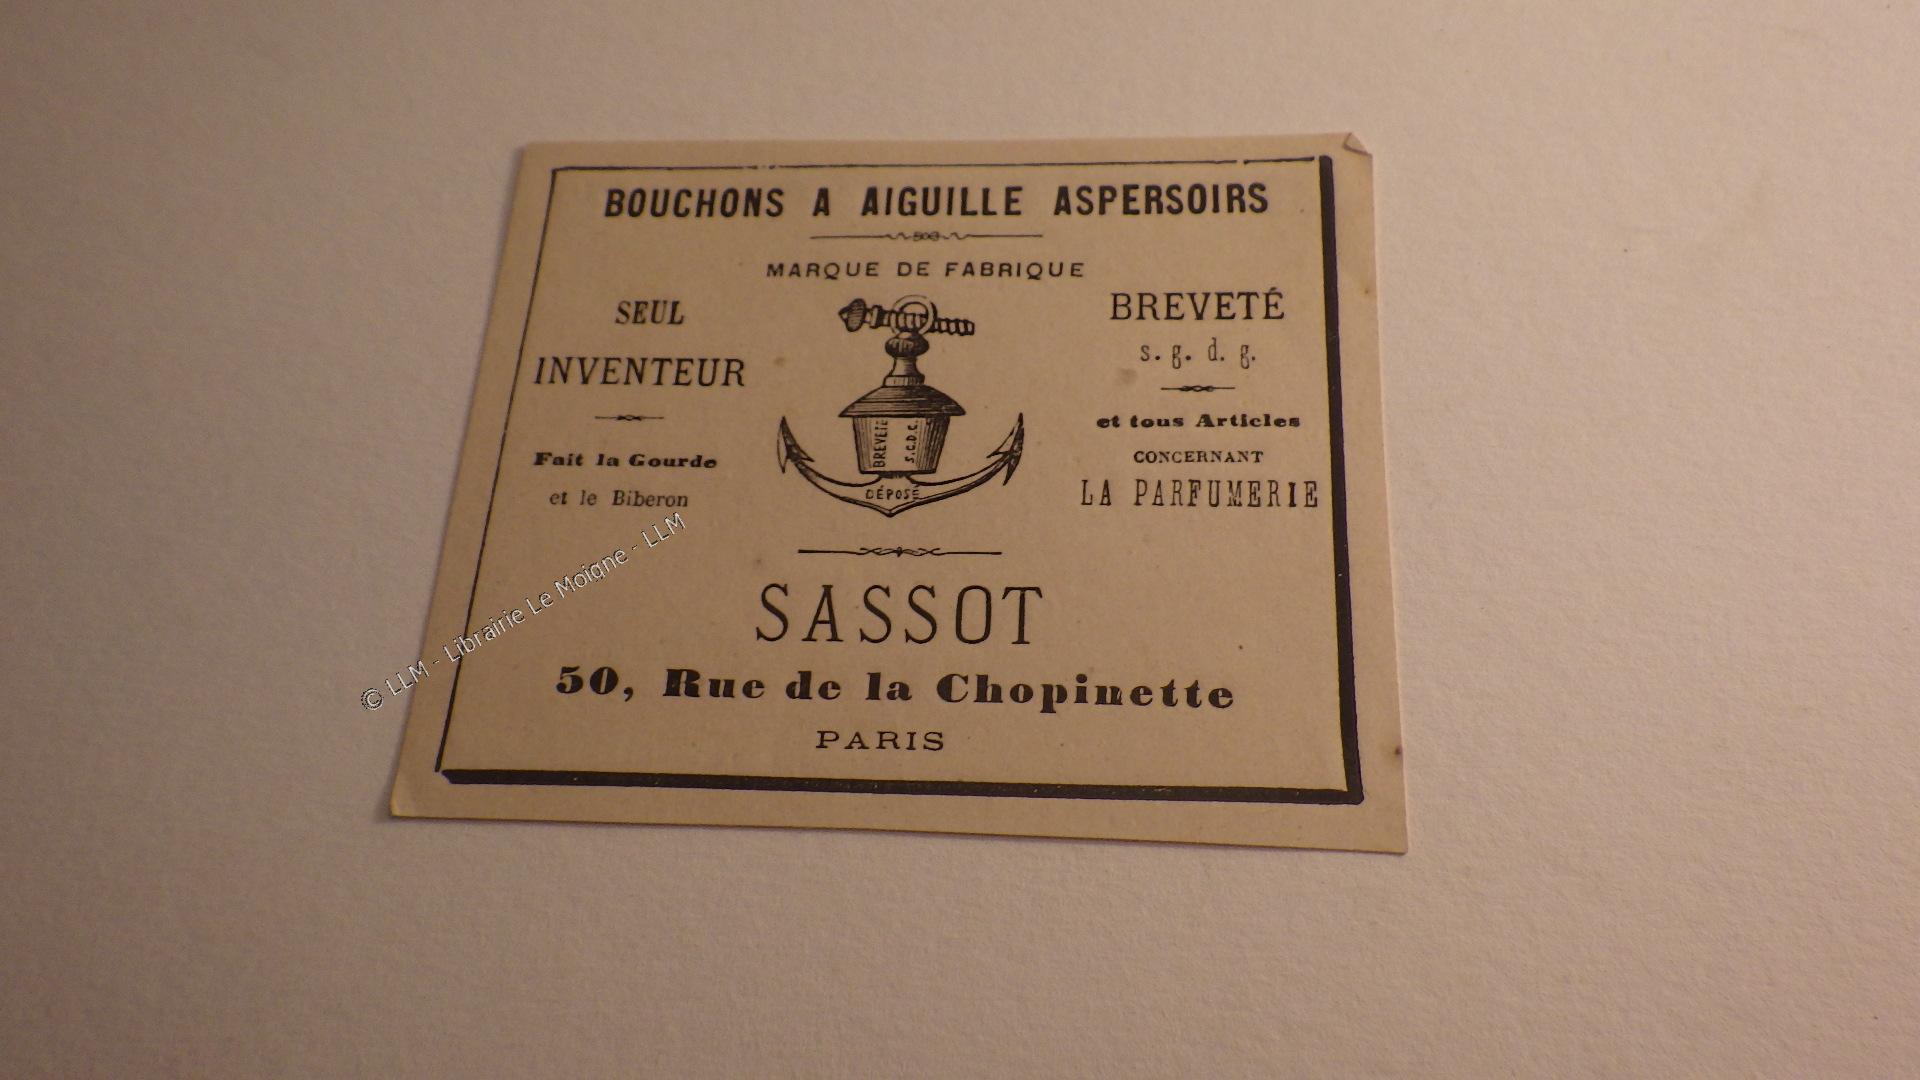 BOUCHONS A AIGUILLE ASPERSOIRS
MARQUE DE FABRIQUE
SEUL
INVENTEUR
Fait la Gourde
et le Biberon
BREVETÉ
S.G.D.G.
DÉPOSÉ
BREVETÉ
s. g. d. g.
et tous Articles
CONCERNANT
LA PARFUMERIE
SASSOT
50, Rue de la Chopinette
PARIS
© LLM - Librairie Le Moigne - LLM